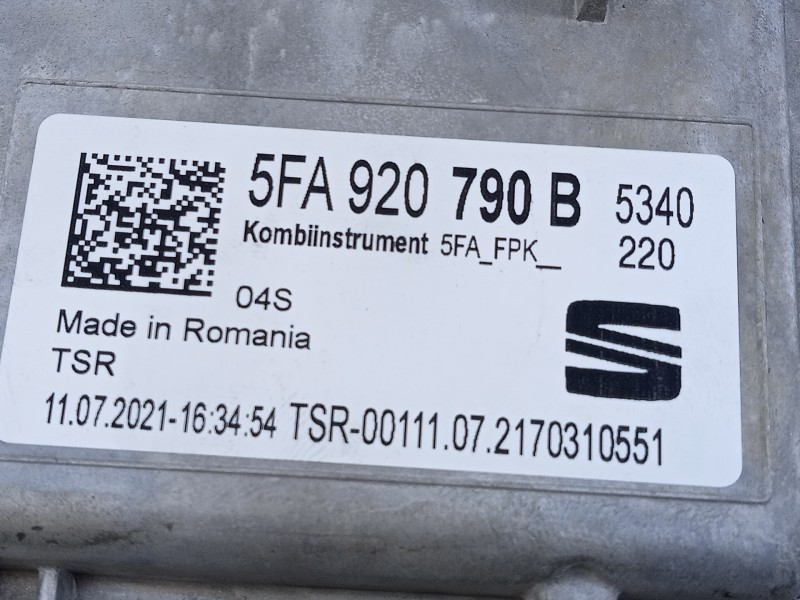 5FA 920 790 B 5340
Kombiinstrument 5FA_FPK__ 220
04S
Made in Romania
TSR
11.07.2021-16:34:54 TSR-00111.07.2170310551